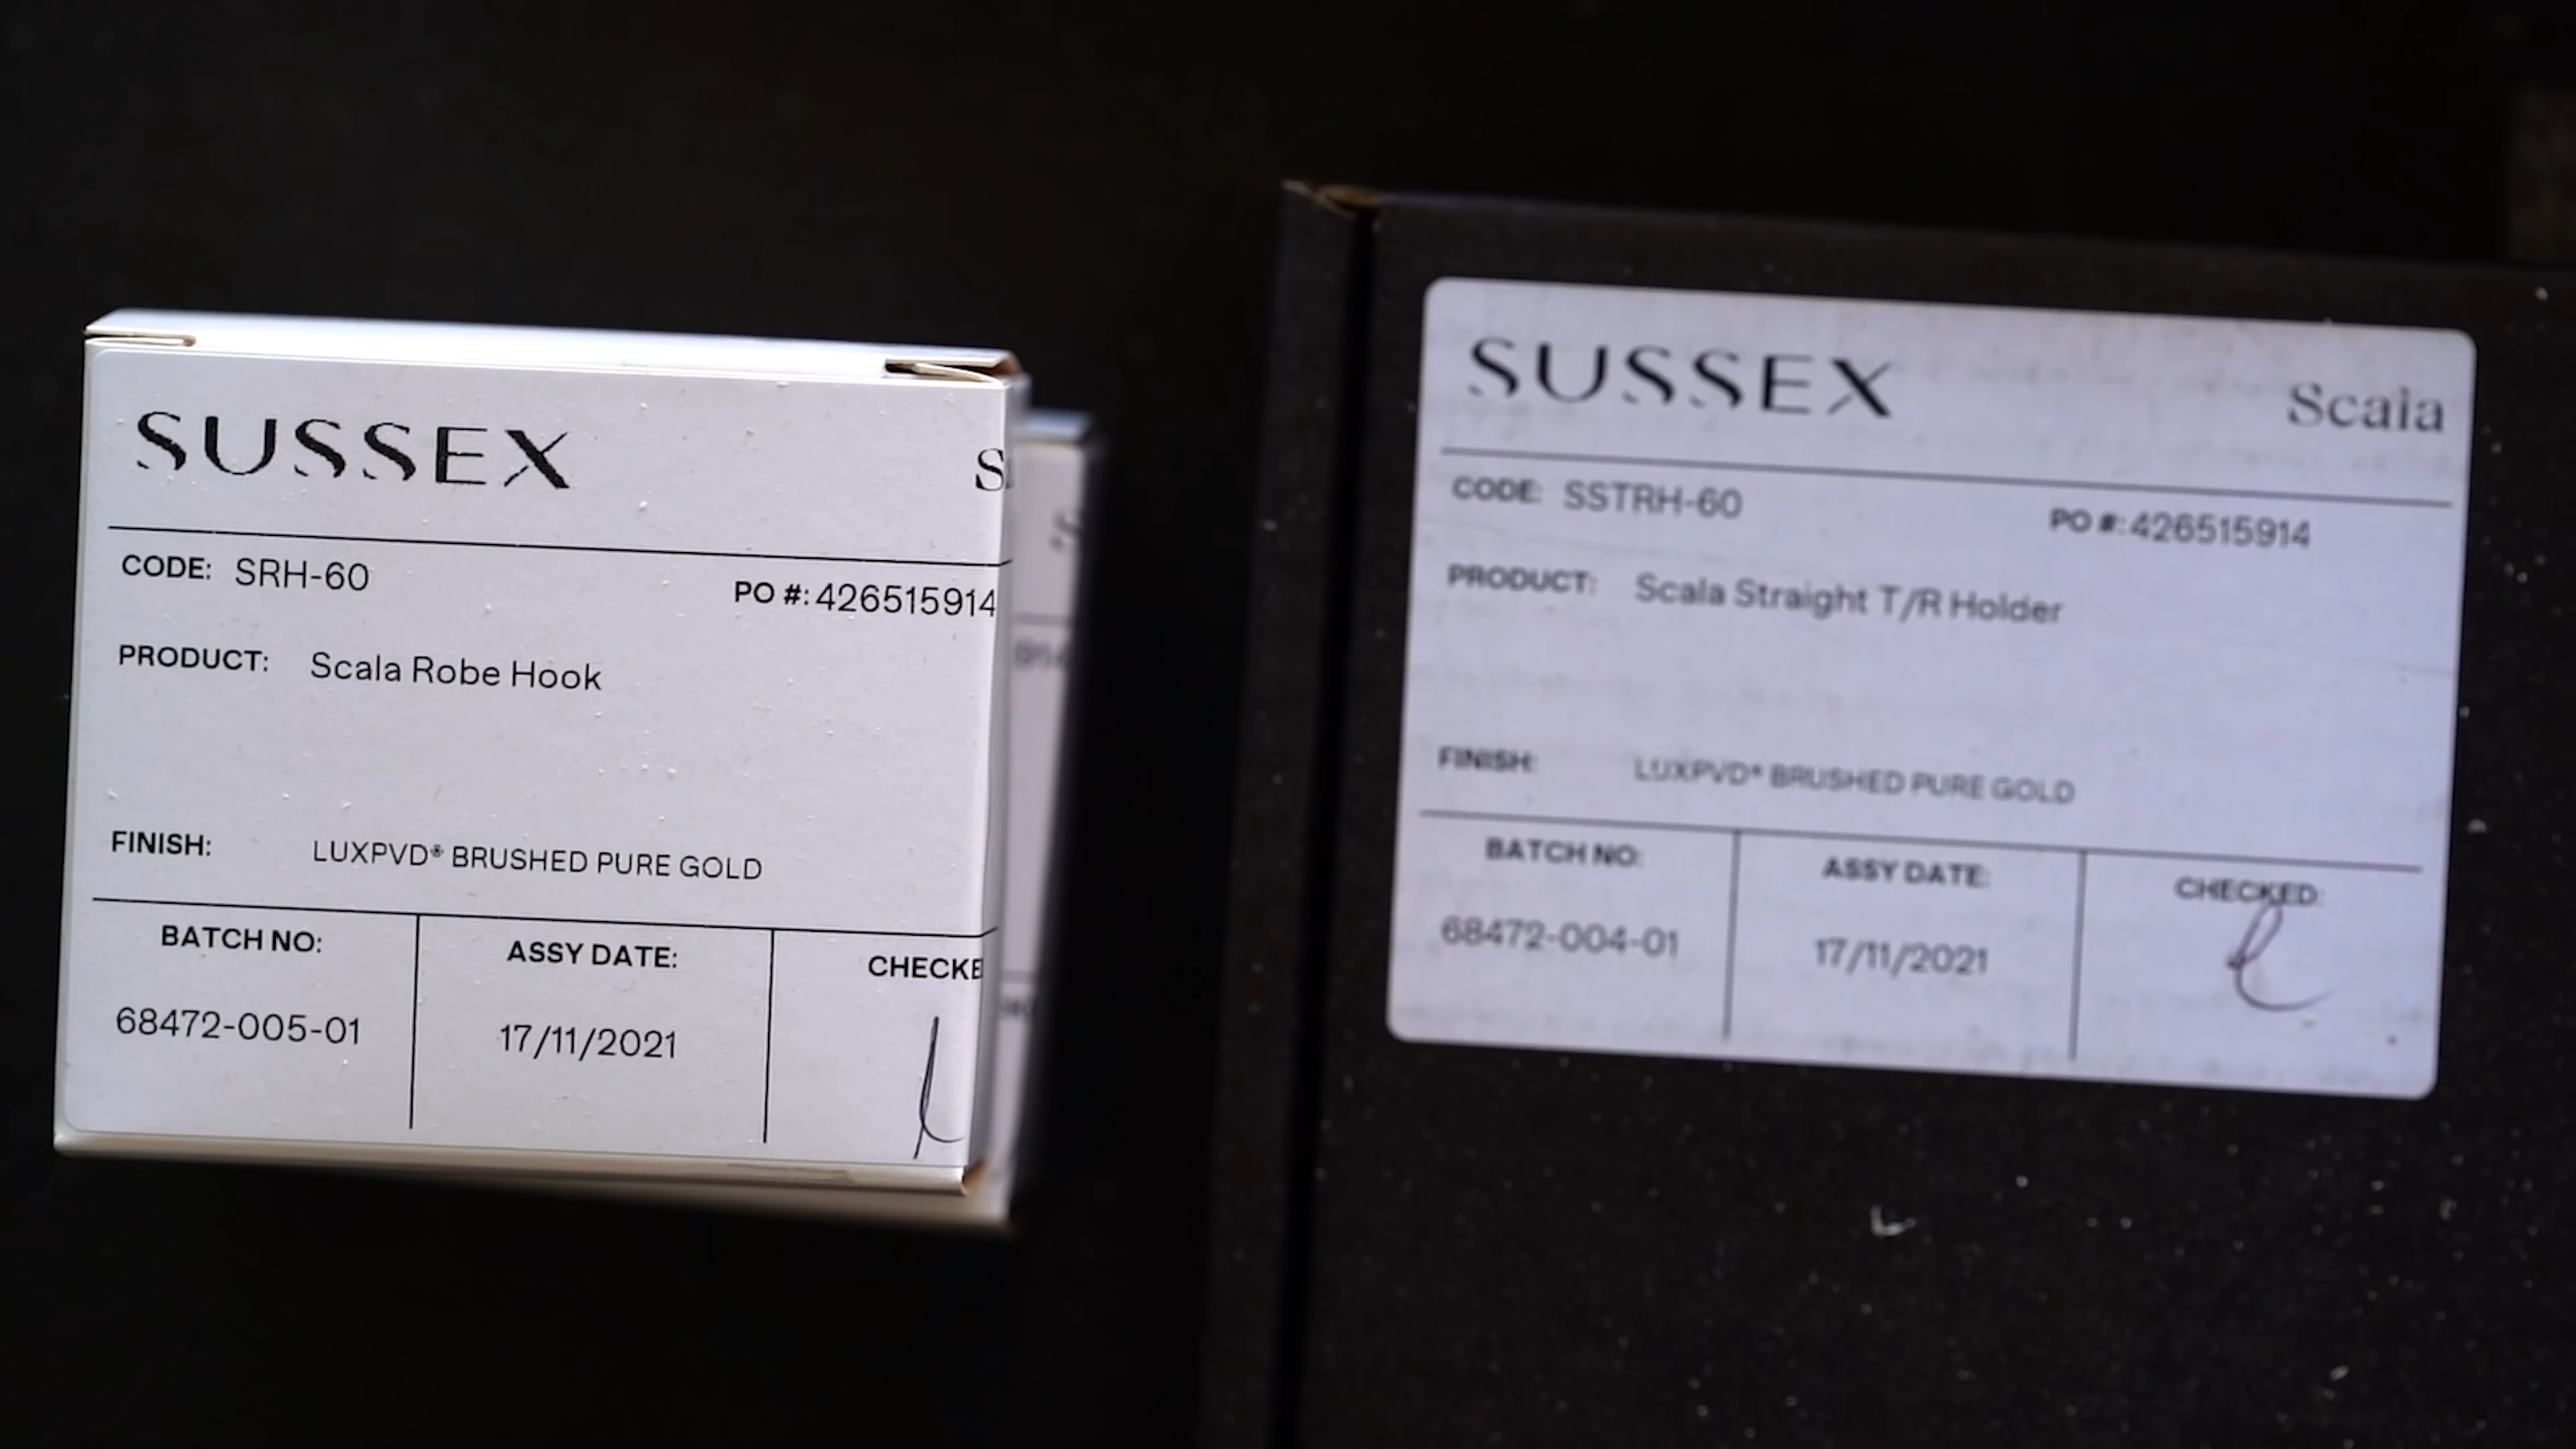 SUSSEX
CODE: SRH-60 PO #: 426515914
PRODUCT: Scala Robe Hook
FINISH: LUXPVD® BRUSHED PURE GOLD
BATCH NO: ASSY DATE: CHECKE
68472-005-01 17/11/2021
SUSSEX Scala
CODE: SSTRH-60 PO #: 426515914
PRODUCT: Scala Straight T/R Holder
FINISH: LUXPVD® BRUSHED PURE GOLD
BATCH NO: ASSY DATE: CHECKED:
68472-004-01 17/11/2021